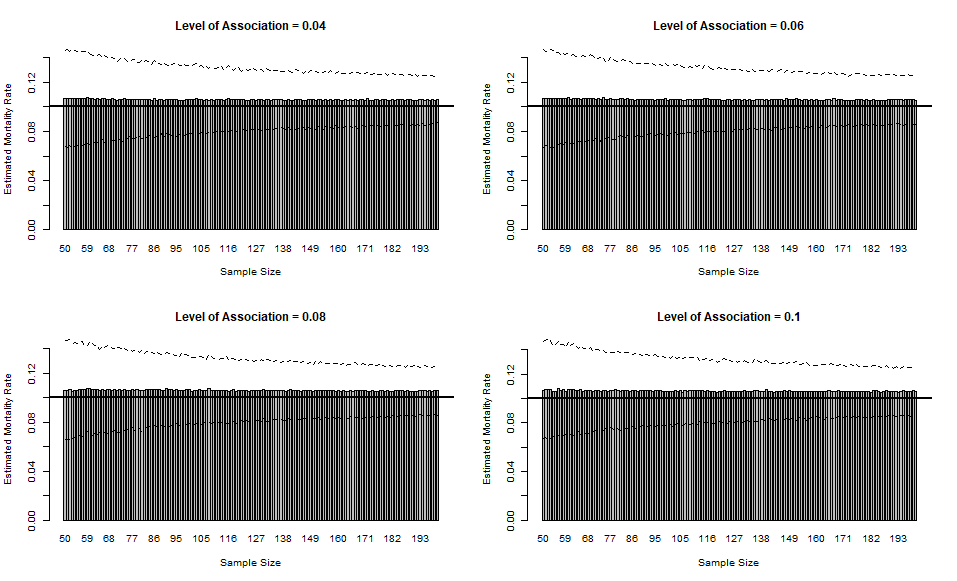 Level of Association = 0.04
Estimated Mortality Rate
0.00 0.04 0.08 0.12
50 59 68 77 86 95 105 116 127 138 149 160 171 182 193
Sample Size
Level of Association = 0.06
Estimated Mortality Rate
0.00 0.04 0.08 0.12
50 59 68 77 86 95 105 116 127 138 149 160 171 182 193
Sample Size
Level of Association = 0.08
Estimated Mortality Rate
0.00 0.04 0.08 0.12
50 59 68 77 86 95 105 116 127 138 149 160 171 182 193
Sample Size
Level of Association = 0.1
Estimated Mortality Rate
0.00 0.04 0.08 0.12
50 59 68 77 86 95 105 116 127 138 149 160 171 182 193
Sample Size